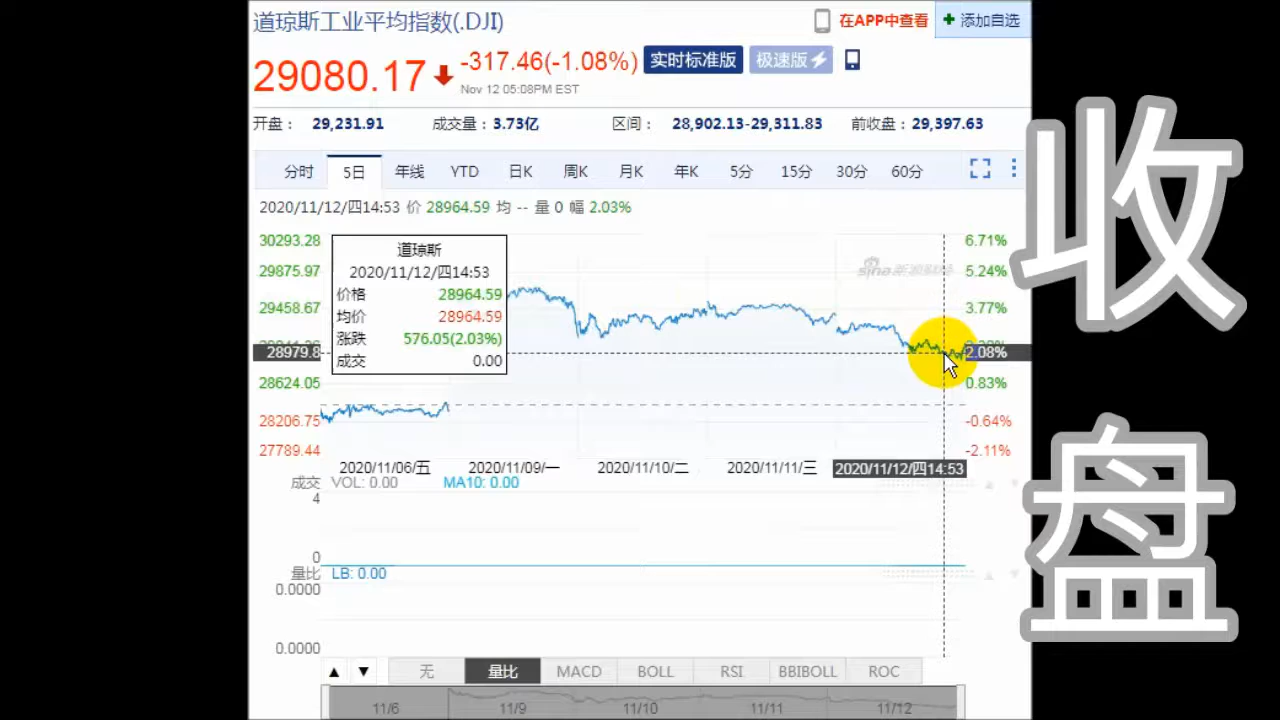 道琼斯工业平均指数(.DJI)
在APP中查看
添加自选
29080.17
-317.46(-1.08%)
实时标准版
极速版
Nov 12 05:08PM EST
开盘： 29,231.91
成交量：3.73亿
区间： 28,902.13-29,311.83
前收盘：29,397.63
分时 5日 年线 YTD 日K 周K 月K 年K 5分 15分 30分 60分
2020/11/12/四14:53 价 28964.59 均 -- 量 0 幅 2.03%
30293.28
6.71%
道琼斯
2020/11/12/四14:53
价格 28964.59
均价 28964.59
涨跌 576.05(2.03%)
成交 0.00
29875.97
5.24%
sina
29458.67
3.77%
28979.8
2.08%
28624.05
0.83%
28206.75
-0.64%
27789.44
-2.11%
2020/11/06/五
2020/11/09/一
2020/11/10/二
2020/11/11/三
2020/11/12/四14:53
成交 VOL: 0.00 MA10: 0.00
4
0
量比 LB: 0.00
0.0000
0.0000
▲ ▼ 无 量比 MACD BOLL RSI BBIBOLL ROC
11/6 11/9 11/10 11/11 11/12
收
盘